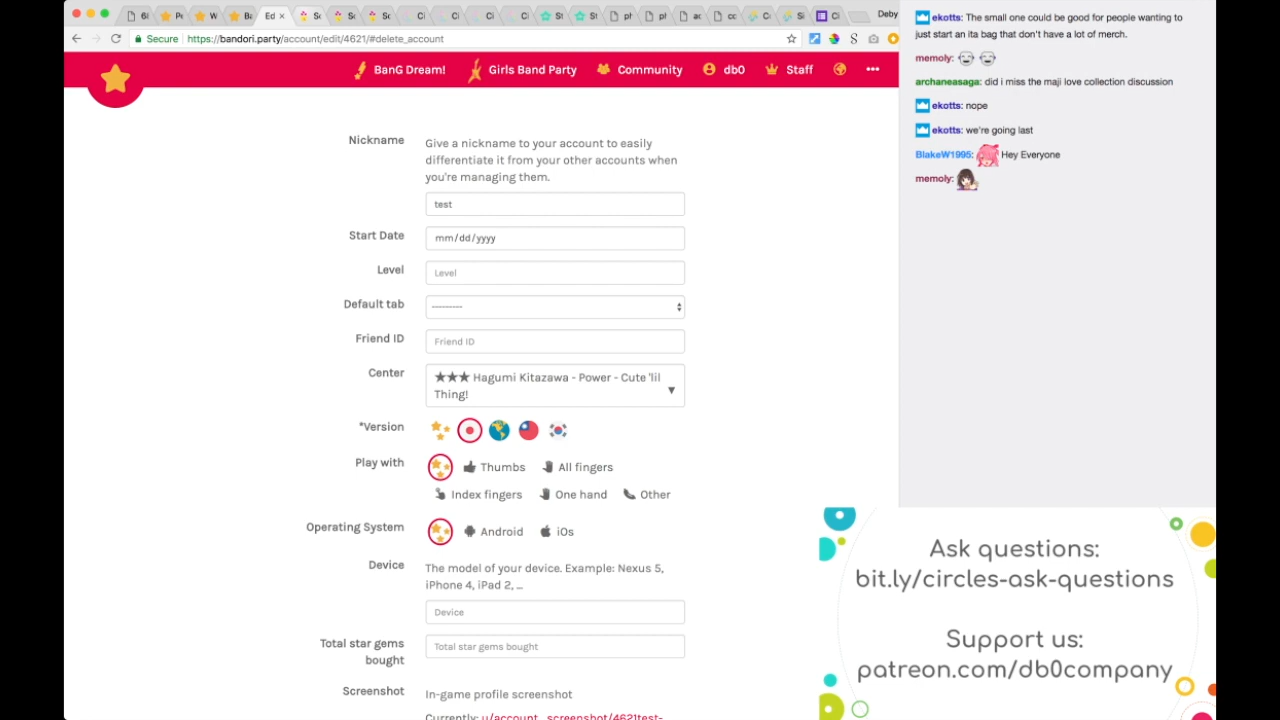 Ed
Deby
Secure
https://bandori.party/account/edit/4621/#delete_account
BanG Dream!
Girls Band Party
Community
db0
Staff
Nickname
Give a nickname to your account to easily
differentiate it from your other accounts when
you're managing them.
test
Start Date
mm/dd/yyyy
Level
Level
Default tab
---------
Friend ID
Friend ID
Center
★★★ Hagumi Kitazawa - Power - Cute 'lil
Thing!
*Version
Play with
Thumbs
All fingers
Index fingers
One hand
Other
Operating System
Android
iOs
Device
The model of your device. Example: Nexus 5,
iPhone 4, iPad 2, ...
Device
Total star gems
bought
Total star gems bought
Screenshot
In-game profile screenshot
Currently: u/account_screenshot/4621test-
ekotts: The small one could be good for people wanting to
just start an ita bag that don't have a lot of merch.
memoly:
archaneasaga: did i miss the maji love collection discussion
ekotts: nope
ekotts: we're going last
BlakeW1995: Hey Everyone
memoly:
Ask questions:
bit.ly/circles-ask-questions
Support us:
patreon.com/db0company